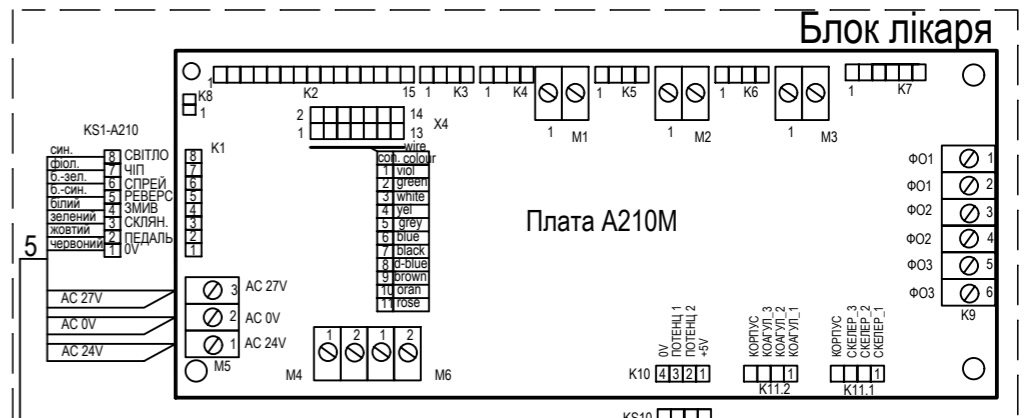 Блок лікаря
K8
1
1 K2 15
1 K3
1 K4
1 K5
1 K6
1 K7
1 M1
1 M2
1 M3
2 14
1 13
X4
KS1-A210
син. 8 СВІТЛО
фіол. 7 ЧІП
б.-зел. 6 СПРЕЙ
б.-син. 5 РЕВЕРС
білий 4 ЗМИВ
зелений 3 СКЛЯН.
жовтий 2 ПЕДАЛЬ
червоний 1 0V
5
K1
8
7
6
5
4
3
2
1
wire
con. colour
1 viol
2 green
3 white
4 yel
5 grey
6 blue
7 black
8 d-blue
9 brown
10 oran
11 rose
Плата А210М
ФО1 1
ФО1 2
ФО2 3
ФО2 4
ФО3 5
ФО3 6
K9
AC 27V 3 AC 27V
AC 0V 2 AC 0V
AC 24V 1 AC 24V
M5
1 2 1 2
M4 M6
0V
ПОТЕНЦ 1
ПОТЕНЦ 2
+5V
K10 4 3 2 1
КОРПУС
КОАГУЛ_3
КОАГУЛ_2
КОАГУЛ_1
1
K11.2
КОРПУС
СКЕЛЕР_3
СКЕЛЕР_2
СКЕЛЕР_1
1
K11.1
KS10